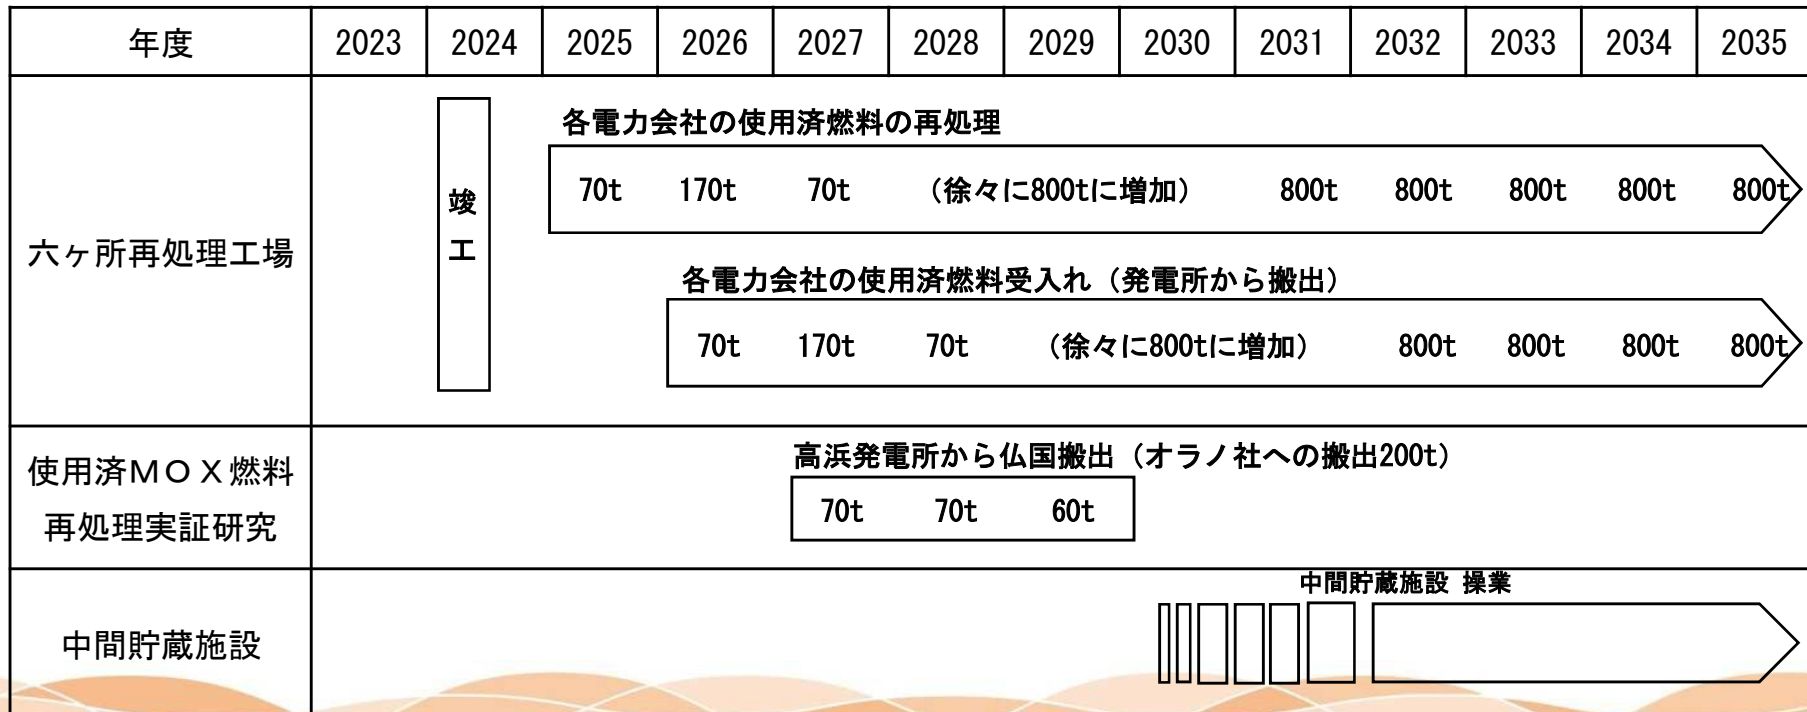 年度 2023 2024 2025 2026 2027 2028 2029 2030 2031 2032 2033 2034 2035
六ヶ所再処理工場
竣工
各電力会社の使用済燃料の再処理
70t 170t 70t （徐々に800tに増加） 800t 800t 800t 800t 800t
各電力会社の使用済燃料受入れ（発電所から搬出）
70t 170t 70t （徐々に800tに増加） 800t 800t 800t 800t
使用済ＭＯＸ燃料
再処理実証研究
高浜発電所から仏国搬出（オラノ社への搬出200t）
70t 70t 60t
中間貯蔵施設
中間貯蔵施設 操業